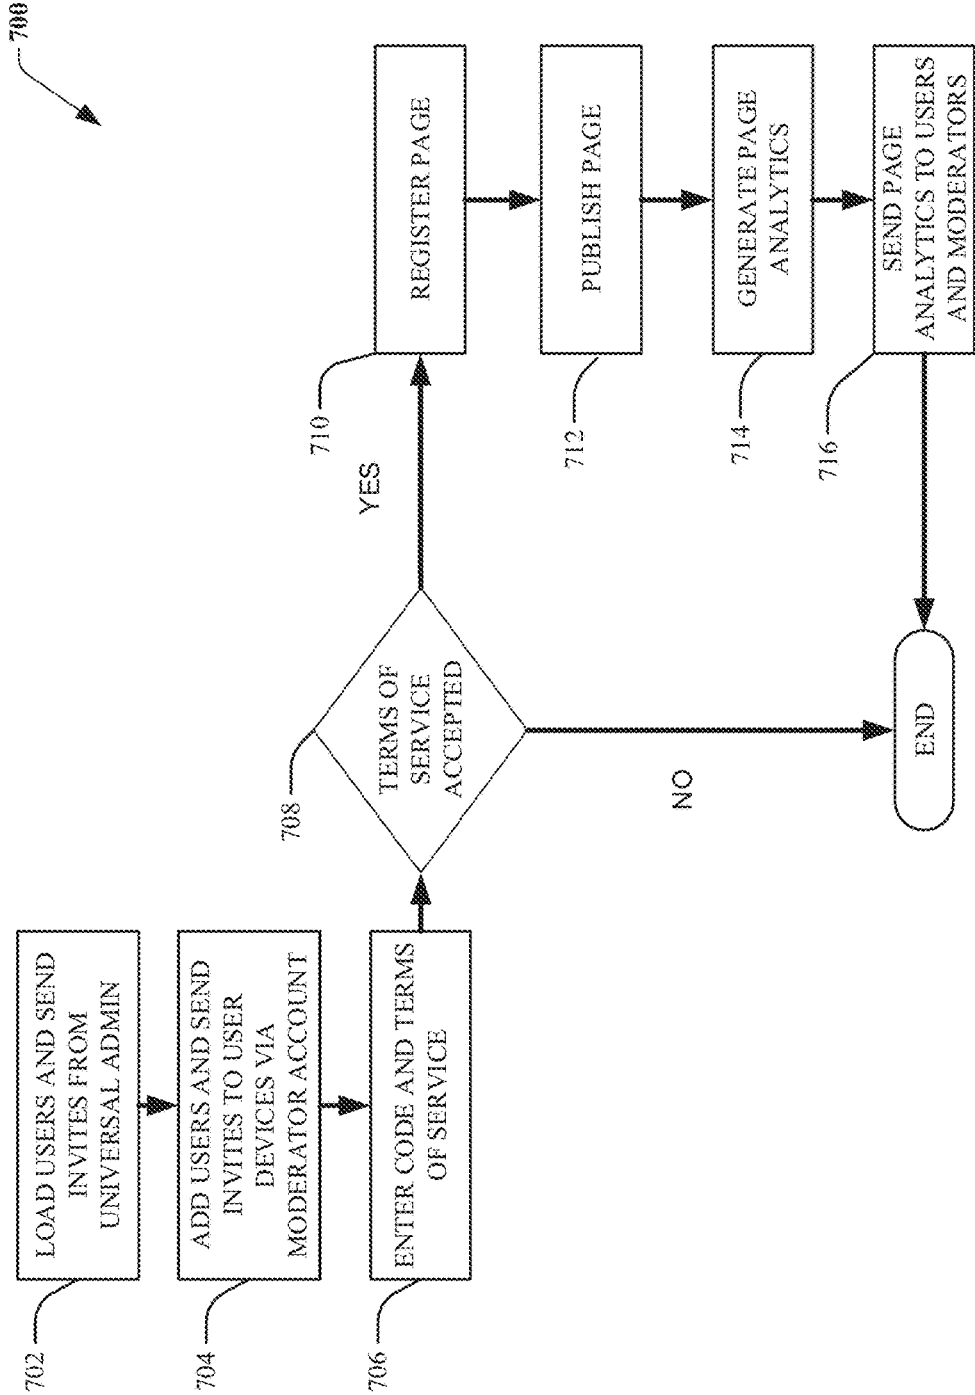 700
702
LOAD USERS AND SEND
INVITES FROM
UNIVERSAL ADMIN
704
ADD USERS AND SEND
INVITES TO USER
DEVICES VIA
MODERATOR ACCOUNT
706
ENTER CODE AND TERMS
OF SERVICE
708
TERMS OF
SERVICE
ACCEPTED
YES
NO
710
REGISTER PAGE
712
PUBLISH PAGE
714
GENERATE PAGE
ANALYTICS
716
SEND PAGE
ANALYTICS TO USERS
AND MODERATORS
END